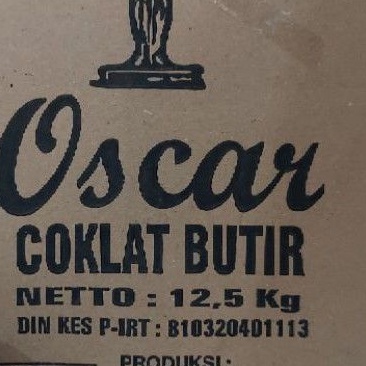 Oscar
COKLAT BUTIR
NETTO : 12,5 Kg
DIN KES P-IRT : 810320401113
PRODUKSI :